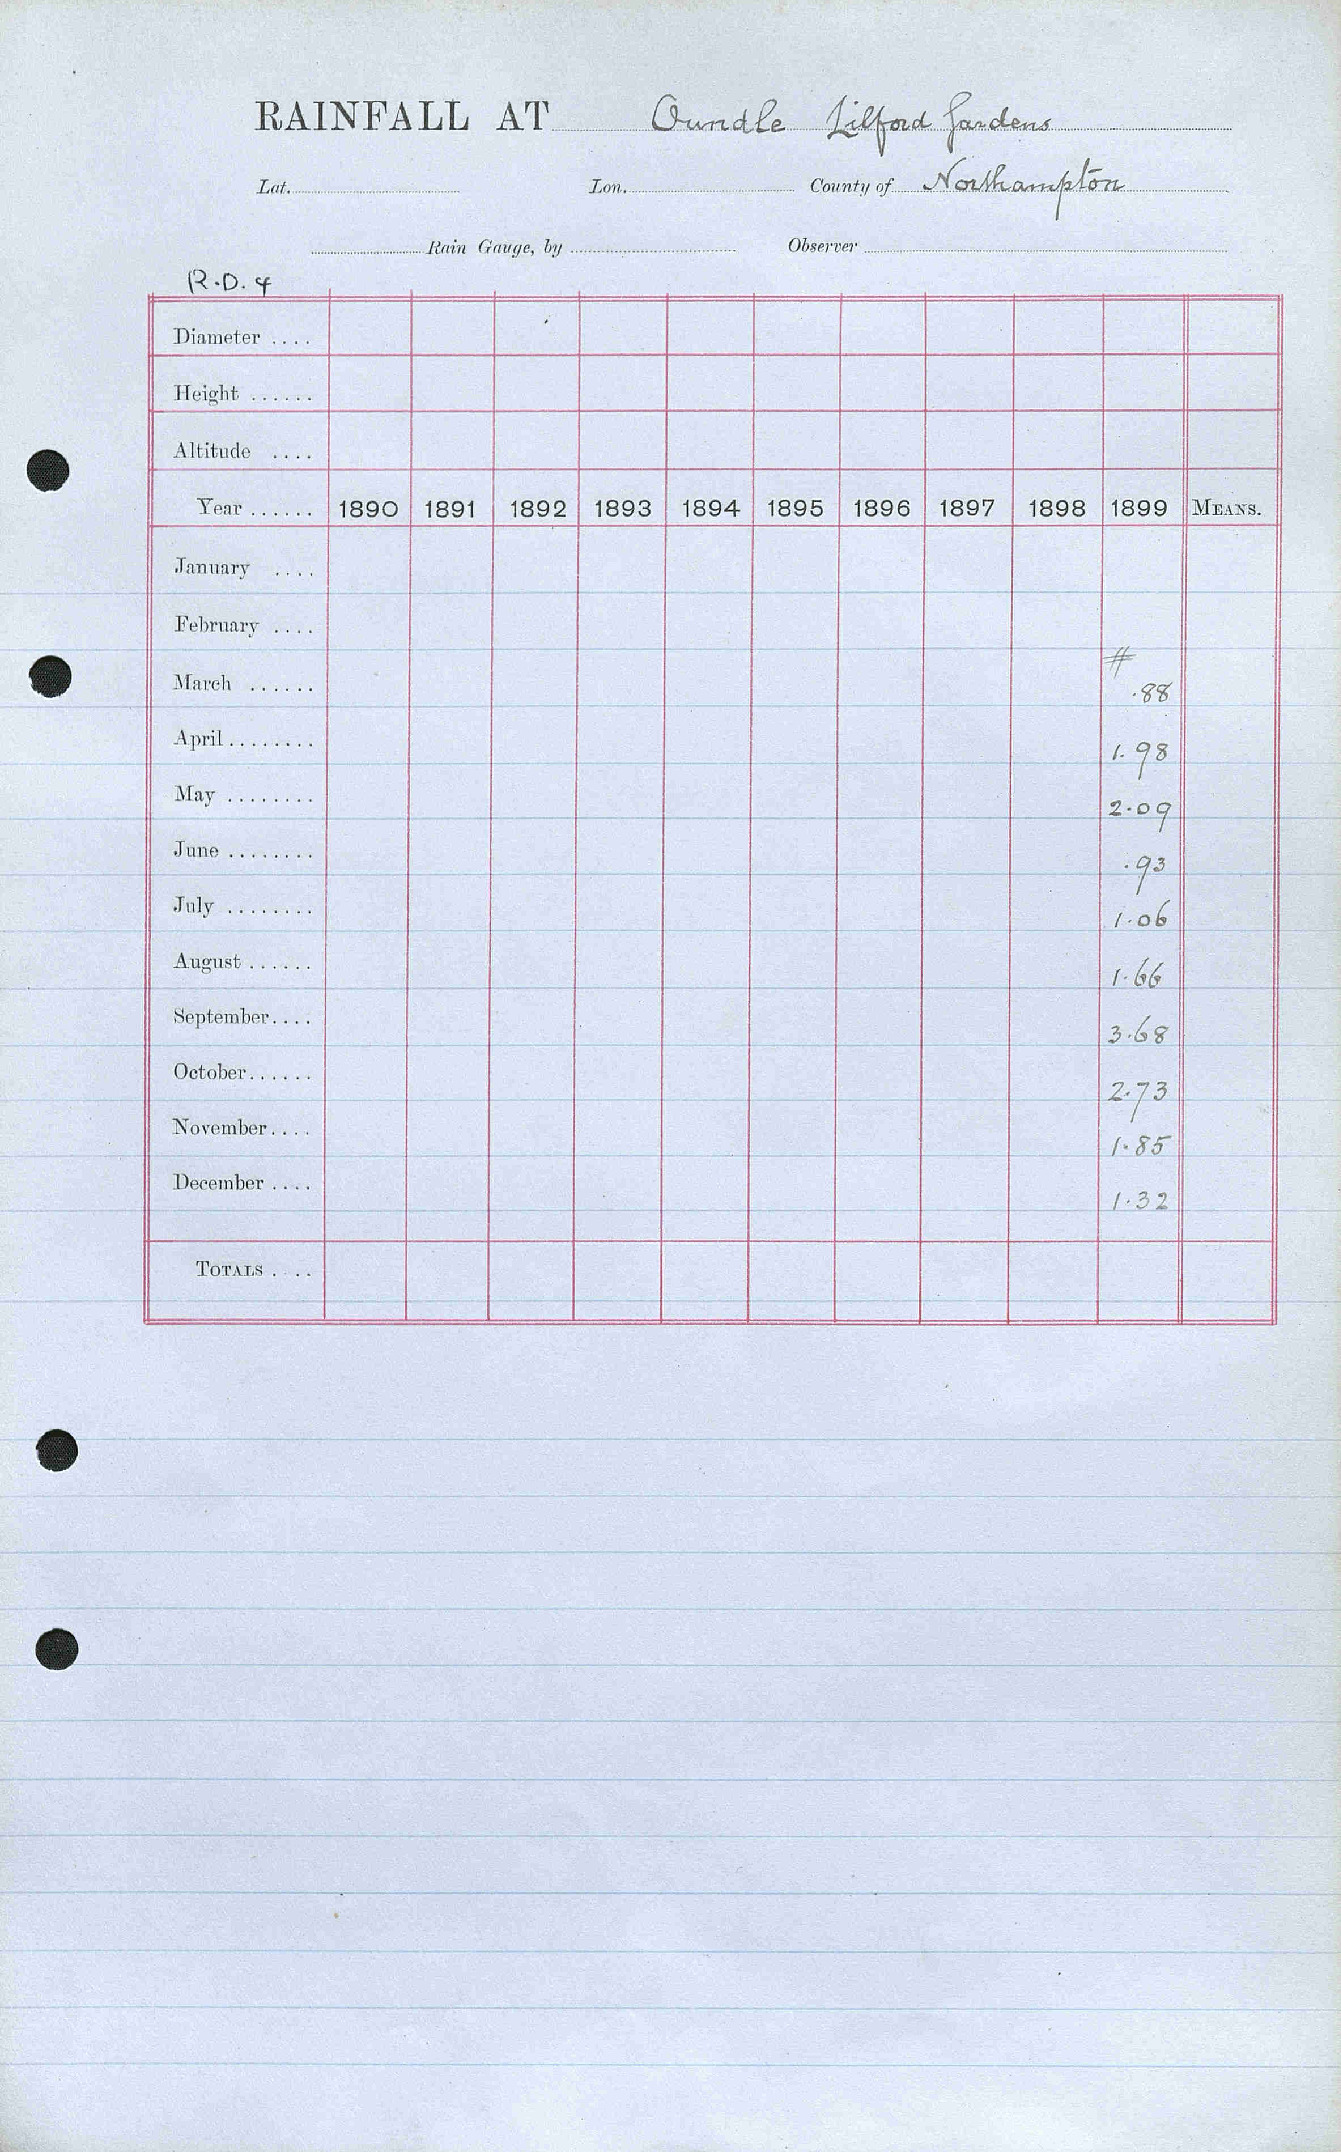 RAINFALL AT Oundle Lilford Gardens
Lat. Lon. County of Northampton
Rain Gauge, by Observer
R.D. 4
Diameter ....
Height ......
Altitude ....
Year ...... 1890 1891 1892 1893 1894 1895 1896 1897 1898 1899 MEANS.
January ....
February ....
#
March ...... .88
April ........ 1.98
May ........ 2.09
June ........ .93
July ........ 1.06
August ...... 1.66
September .... 3.68
October ...... 2.73
November .... 1.85
December .... 1.32
TOTALS ....